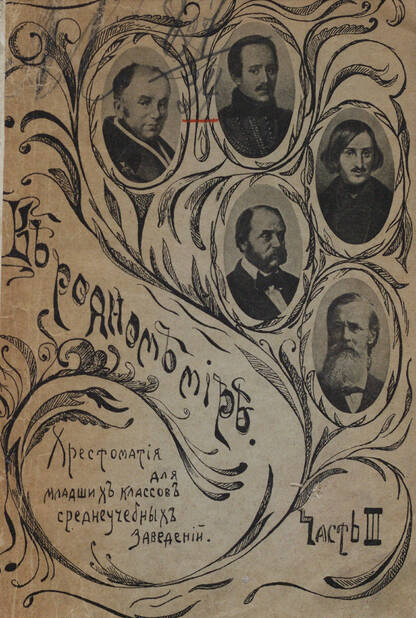 Въ родномъ мірѣ.
Хрестоматія
для
младшихъ классовъ
среднеучебныхъ
заведеній.
Часть III